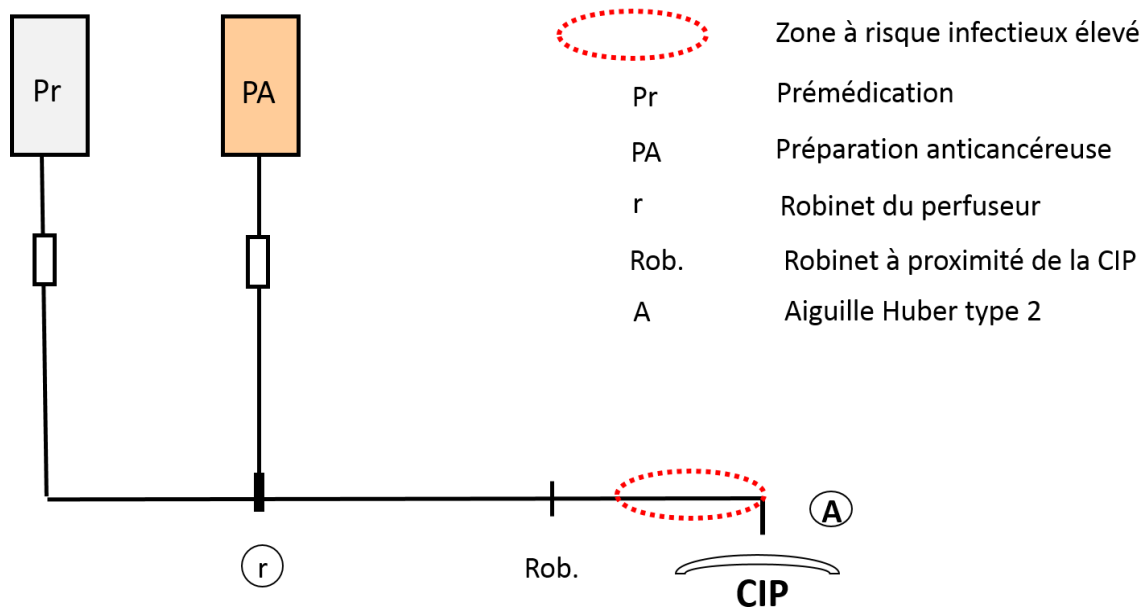 Pr
PA
Zone à risque infectieux élevé
Pr Prémédication
PA Préparation anticancéreuse
r Robinet du perfuseur
Rob. Robinet à proximité de la CIP
A Aiguille Huber type 2
A
r
Rob.
CIP